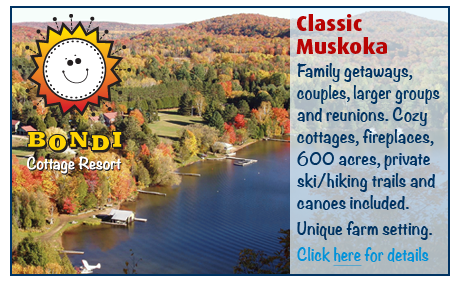 BONDI
Cottage Resort
Classic
Muskoka
Family getaways,
couples, larger groups
and reunions. Cozy
cottages, fireplaces,
600 acres, private
ski/hiking trails and
canoes included.
Unique farm setting.
Click here for details